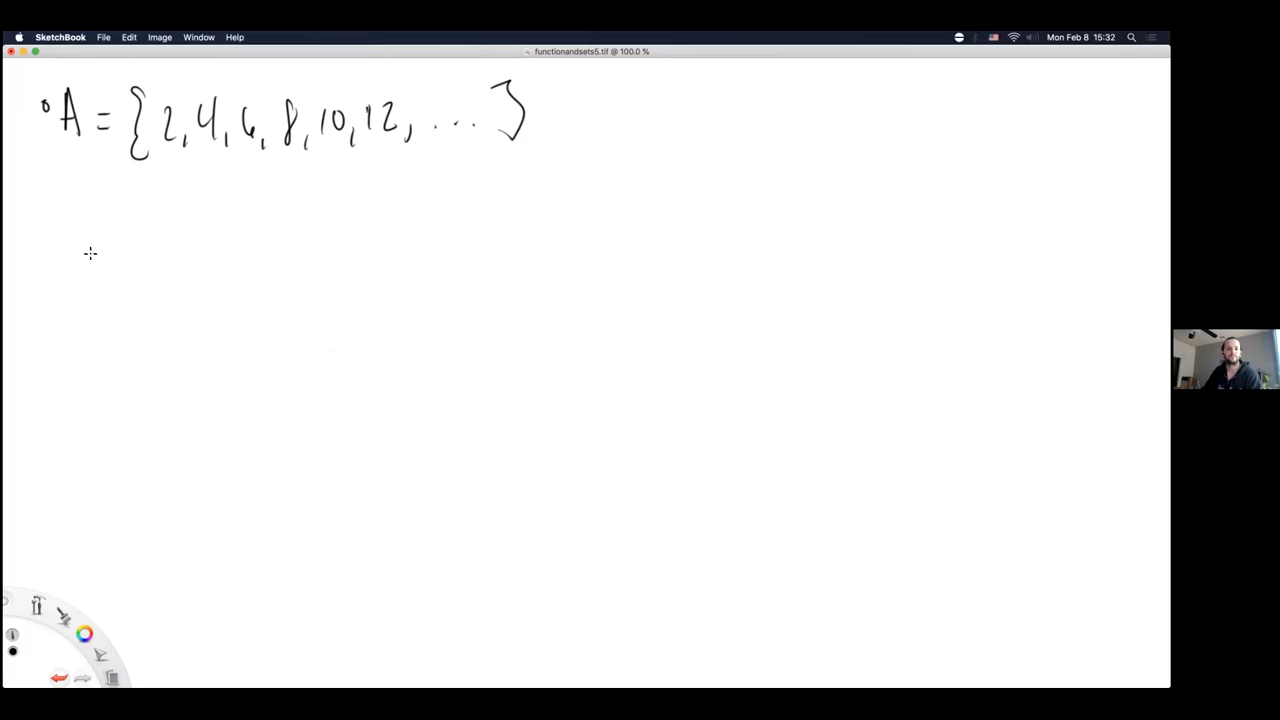 SketchBook File Edit Image Window Help Mon Feb 8 15:32
functionandsets5.tif @ 100.0 %
A = {2, 4, 6, 8, 10, 12, ... }